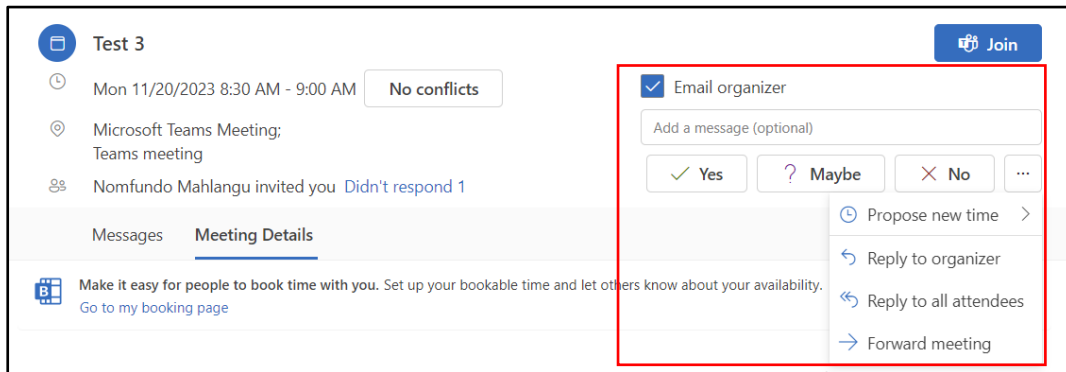 Test 3
Join
Mon 11/20/2023 8:30 AM - 9:00 AM
No conflicts
Email organizer
Microsoft Teams Meeting;
Teams meeting
Add a message (optional)
Nomfundo Mahlangu invited you Didn't respond 1
Yes
Maybe
No
...
Propose new time
Messages
Meeting Details
Reply to organizer
Make it easy for people to book time with you. Set up your bookable time and let others know about your availability.
Go to my booking page
Reply to all attendees
Forward meeting